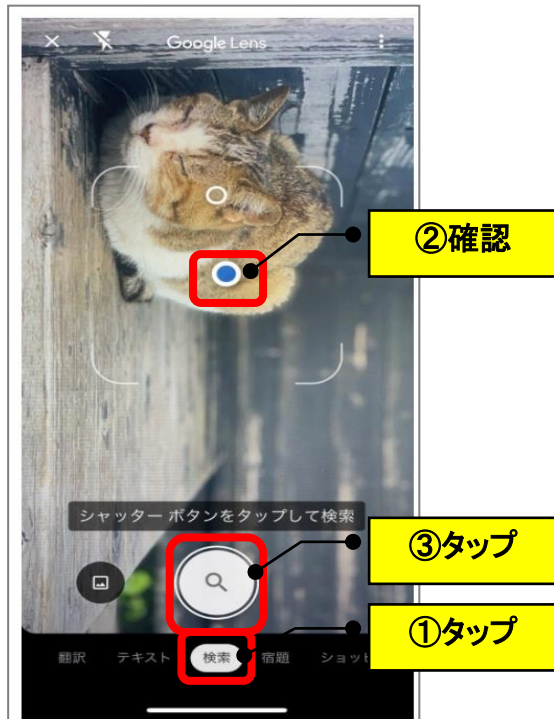 Google Lens
②確認
シャッター ボタンをタップして検索
③タップ
①タップ
翻訳 テキスト 検索 宿題 ショッピ